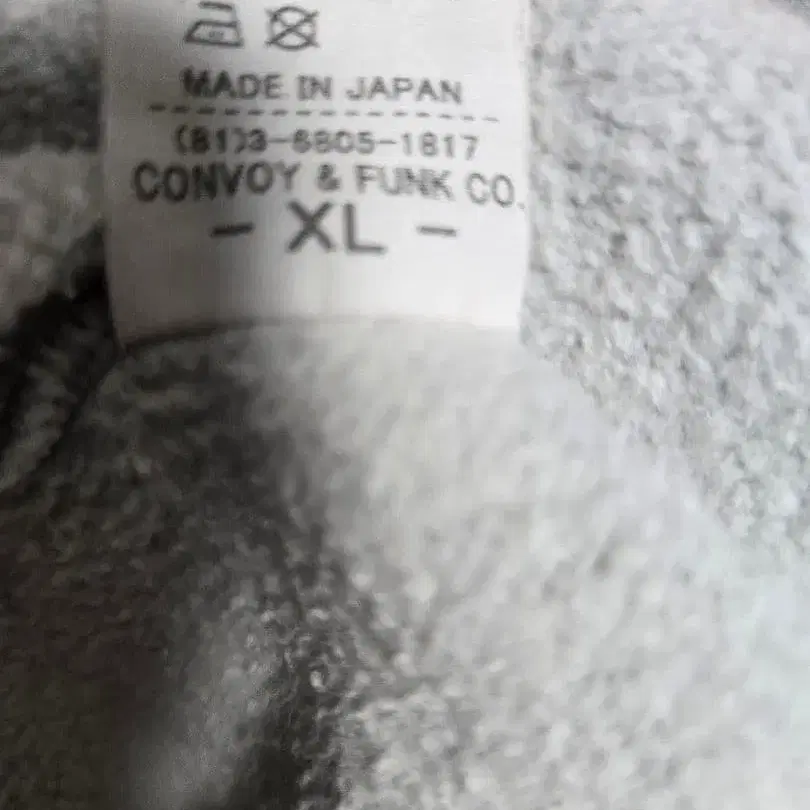 MADE IN JAPAN
(81)3-6805-1817
CONVOY & FUNK CO.
- XL -